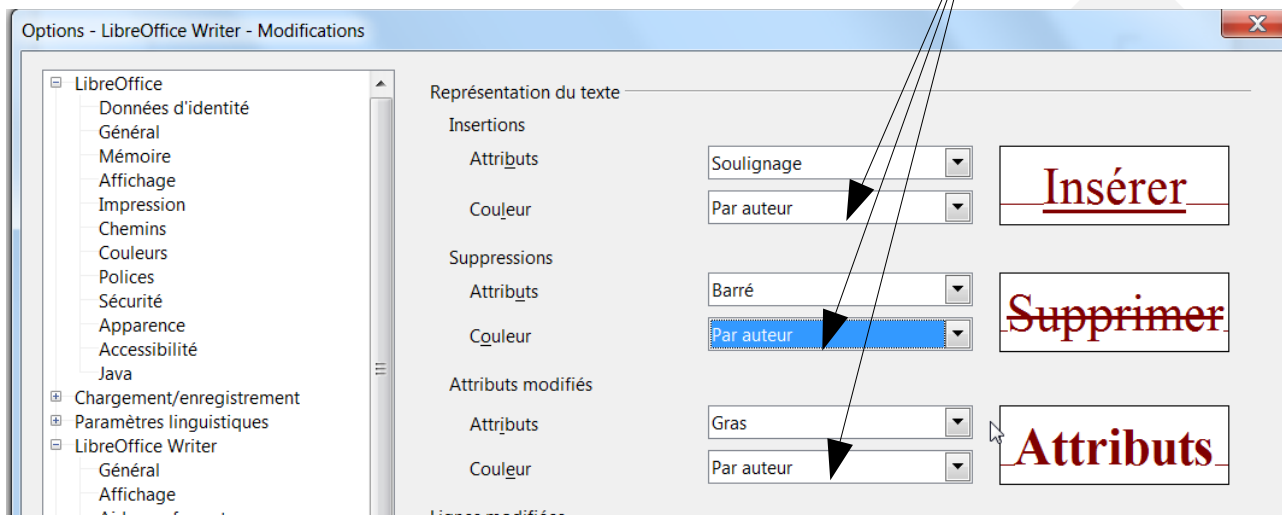 Options - LibreOffice Writer - Modifications
X
LibreOffice
Données d'identité
Général
Mémoire
Affichage
Impression
Chemins
Couleurs
Polices
Sécurité
Apparence
Accessibilité
Java
Chargement/enregistrement
Paramètres linguistiques
LibreOffice Writer
Général
Affichage
Représentation du texte
Insertions
Attributs Soulignage
Couleur Par auteur
Insérer
Suppressions
Attributs Barré
Couleur Par auteur
Supprimer
Attributs modifiés
Attributs Gras
Couleur Par auteur
Attributs
Lignes modifiées